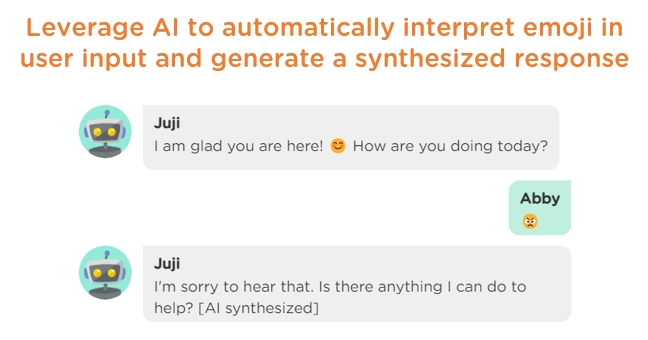 Leverage AI to automatically interpret emoji in
user input and generate a synthesized response
Juji
I am glad you are here! 😊 How are you doing today?
Abby
😠
Juji
I'm sorry to hear that. Is there anything I can do to
help? [AI synthesized]